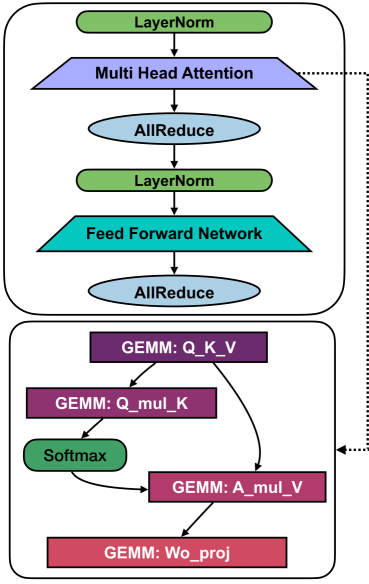 LayerNorm
Multi Head Attention
AllReduce
LayerNorm
Feed Forward Network
AllReduce
GEMM: Q_K_V
GEMM: Q_mul_K
Softmax
GEMM: A_mul_V
GEMM: Wo_proj